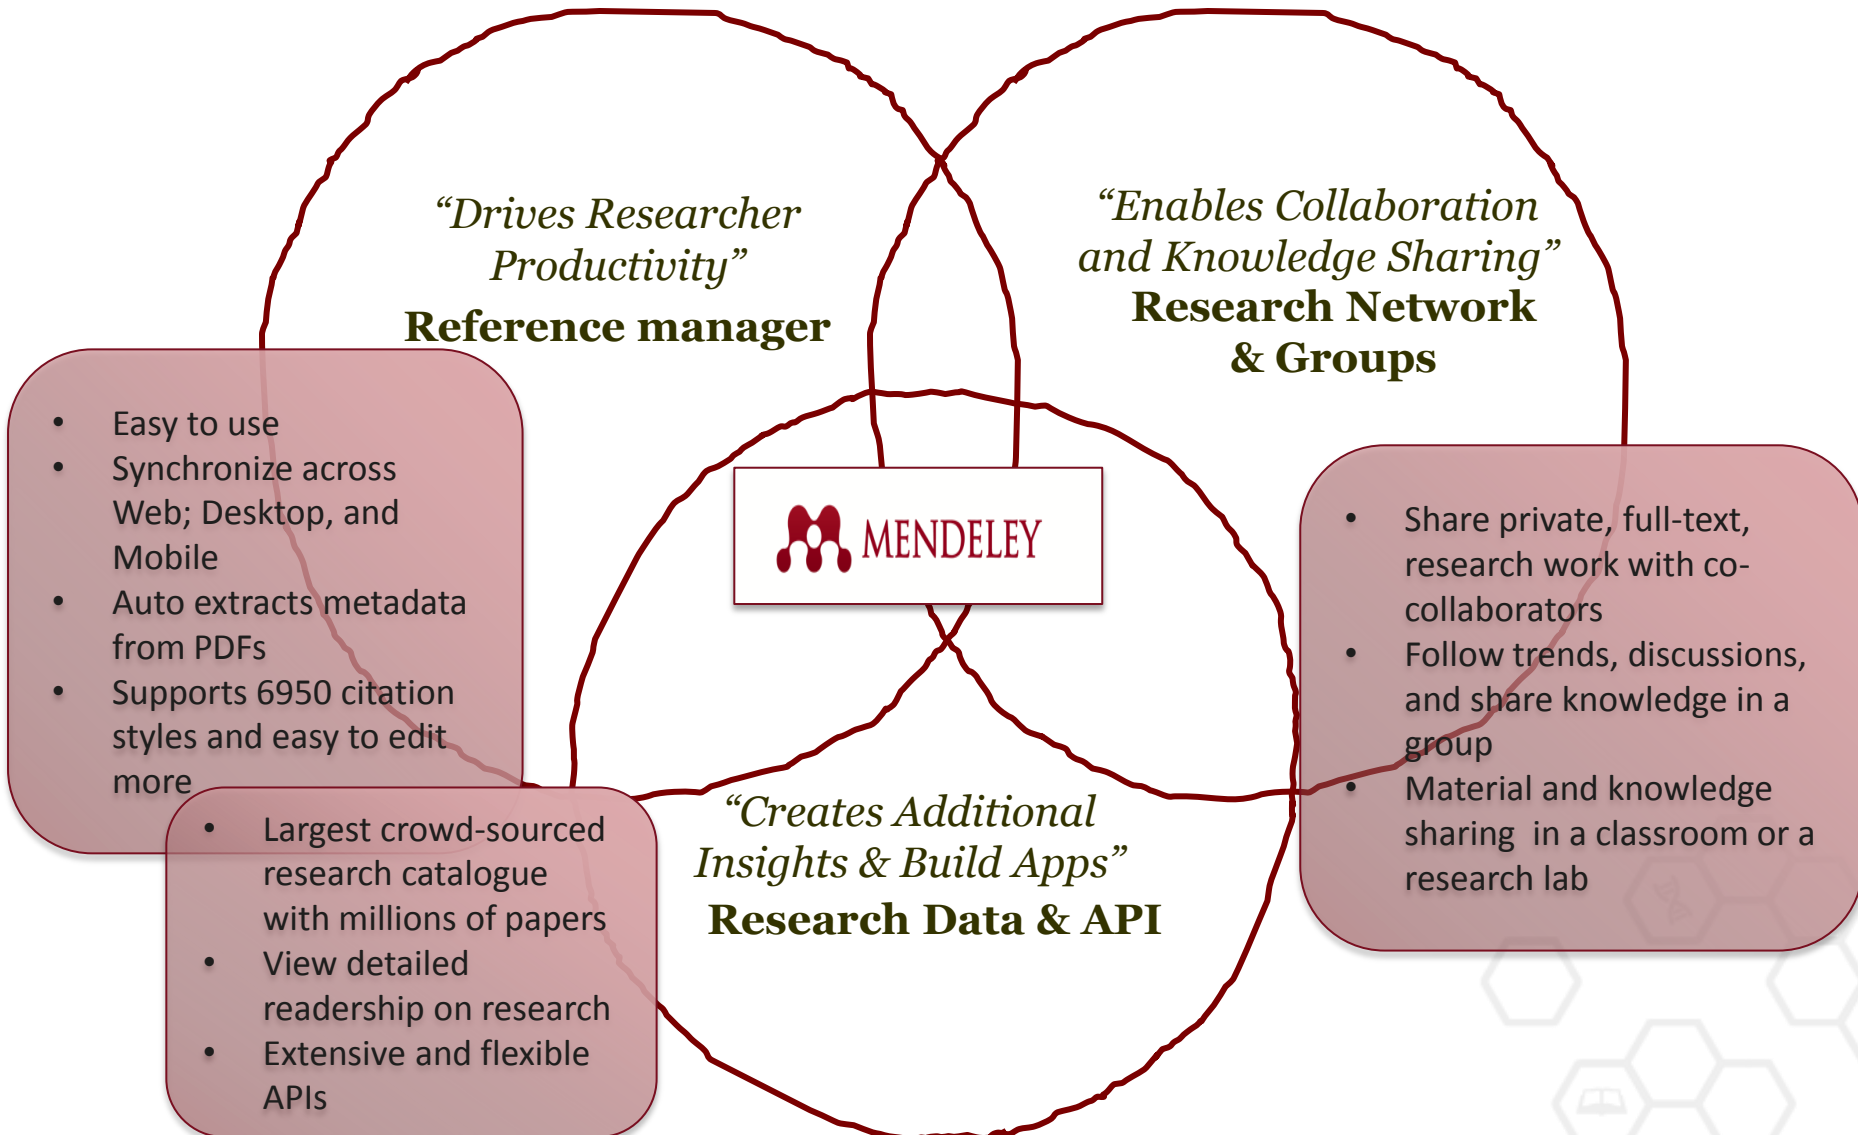 “Drives Researcher
Productivity”
Reference manager
“Enables Collaboration
and Knowledge Sharing”
Research Network
& Groups
• Easy to use
• Synchronize across
Web; Desktop, and
Mobile
• Auto extracts metadata
from PDFs
• Supports 6950 citation
styles and easy to edit
more
MENDELEY
• Share private, full-text,
research work with co-
collaborators
• Follow trends, discussions,
and share knowledge in a
group
• Material and knowledge
sharing in a classroom or a
research lab
• Largest crowd-sourced
research catalogue
with millions of papers
• View detailed
readership on research
• Extensive and flexible
APIs
“Creates Additional
Insights & Build Apps”
Research Data & API